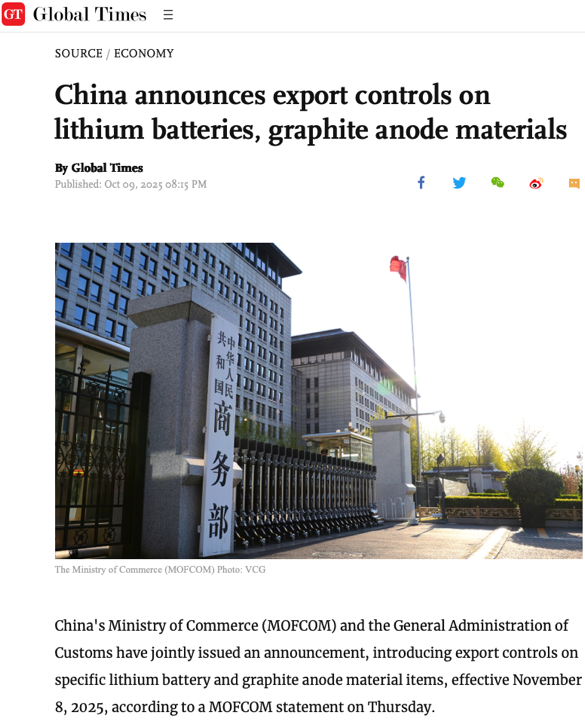 GT Global Times
SOURCE / ECONOMY
China announces export controls on
lithium batteries, graphite anode materials
By Global Times
Published: Oct 09, 2025 08:15 PM
中华人民
共和国
商务部
The Ministry of Commerce (MOFCOM) Photo: VCG
China's Ministry of Commerce (MOFCOM) and the General Administration of
Customs have jointly issued an announcement, introducing export controls on
specific lithium battery and graphite anode material items, effective November
8, 2025, according to a MOFCOM statement on Thursday.